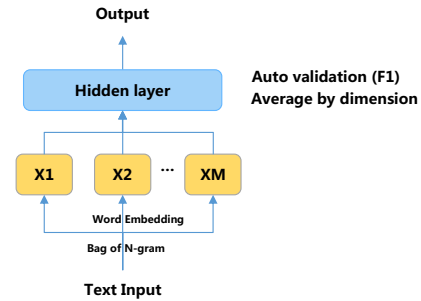 Output
Hidden layer
Auto validation (F1)
Average by dimension
X1
X2
...
XM
Word Embedding
Bag of N-gram
Text Input